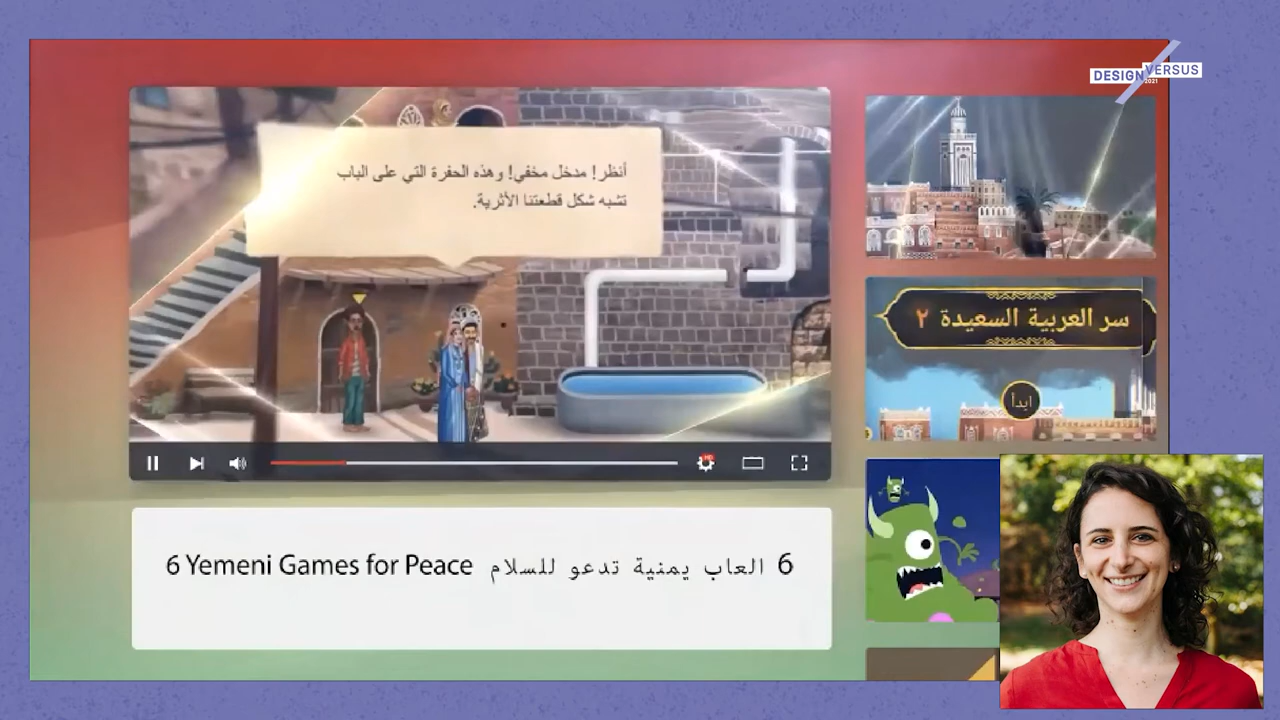 DESIGN VERSUS
2021
أنظر! مدخل مخفي! وهذه الحفرة التي على الباب
تشبه شكل قطعتنا الأثرية.
سر العربية السعيدة ٢
ابدأ
HD
6 Yemeni Games for Peace 6 العاب يمنية تدعو للسلام